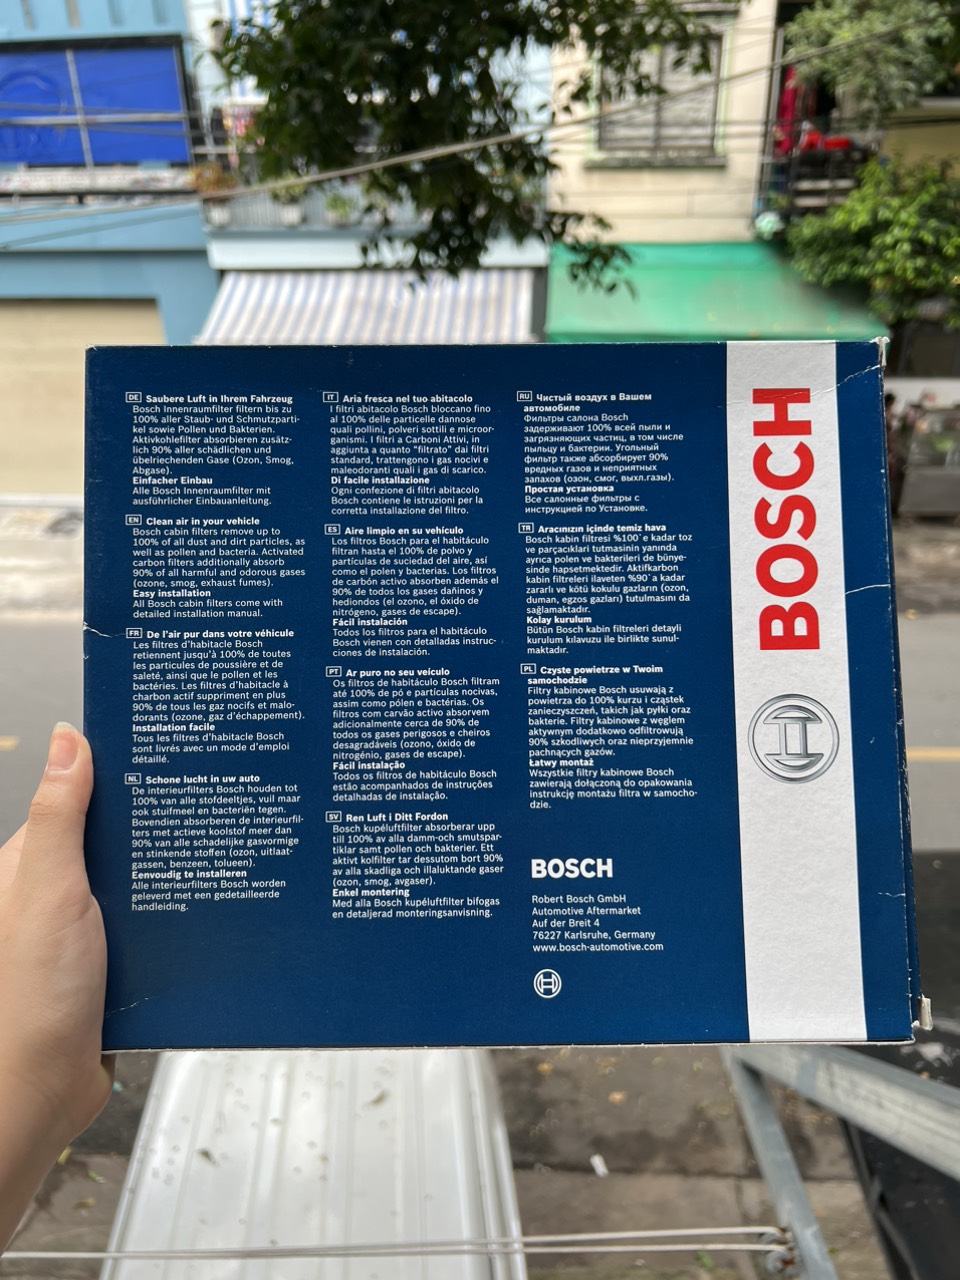 DE Saubere Luft in Ihrem Fahrzeug
Bosch Innenraumfilter filtern bis zu
100% aller Staub- und Schmutzparti-
kel sowie Pollen und Bakterien.
Aktivkohlefilter absorbieren zusätz-
lich 90% aller schädlichen und
übelriechenden Gase (Ozon, Smog,
Abgase).
Einfacher Einbau
Alle Bosch Innenraumfilter mit
ausführlicher Einbauanleitung.
EN Clean air in your vehicle
Bosch cabin filters remove up to
100% of all dust and dirt particles, as
well as pollen and bacteria. Activated
carbon filters additionally absorb
90% of all harmful and odorous gases
(ozone, smog, exhaust fumes).
Easy installation
All Bosch cabin filters come with
detailed installation manual.
FR De l'air pur dans votre véhicule
Les filtres d'habitacle Bosch
retiennent jusqu'à 100% de toutes
les particules de poussière et de
saleté, ainsi que le pollen et les
bactéries. Les filtres d'habitacle à
charbon actif suppriment en plus
90% de tous les gaz nocifs et malo-
dorants (ozone, gaz d'échappement).
Installation facile
Tous les filtres d'habitacle Bosch
sont livrés avec un mode d'emploi
détaillé.
NL Schone lucht in uw auto
De interieurfilters Bosch houden tot
100% van alle stofdeeltjes, vuil maar
ook stuifmeel en bacteriën tegen.
Bovendien absorberen de interieurfil-
ters met actieve koolstof meer dan
90% van alle schadelijke gasvormige
en stinkende stoffen (ozon, uitlaat-
gassen, benzeen, tolueen).
Eenvoudig te installeren
Alle interieurfilters Bosch worden
geleverd met een gedetailleerde
handleiding.
IT Aria fresca nel tuo abitacolo
I filtri abitacolo Bosch bloccano fino
al 100% delle particelle dannose
quali pollini, polveri sottili e microor-
ganismi. I filtri a Carboni Attivi, in
aggiunta a quanto "filtrato" dai filtri
standard, trattengono i gas nocivi e
maleodoranti quali i gas di scarico.
Di facile installazione
Ogni confezione di filtri abitacolo
Bosch contiene le istruzioni per la
corretta installazione del filtro.
ES Aire limpio en su vehículo
Los filtros Bosch para el habitáculo
filtran hasta el 100% de polvo y
partículas de suciedad del aire, así
como el polen y bacterias. Los filtros
de carbón activo absorben además el
90% de todos los gases dañinos y
hediondos (el ozono, el óxido de
nitrógeno, gases de escape).
Fácil instalación
Todos los filtros para el habitáculo
Bosch vienen con detalladas instruc-
ciones de instalación.
PT Ar puro no seu veículo
Os filtros de habitáculo Bosch filtram
até 100% de pó e partículas nocivas,
assim como pólen e bactérias. Os
filtros com carvão activo absorvem
adicionalmente cerca de 90% de
todos os gases perigosos e cheiros
desagradáveis (ozono, óxido de
nitrogénio, gases de escape).
Fácil instalação
Todos os filtros de habitáculo Bosch
estão acompanhados de instruções
detalhadas de instalação.
SV Ren Luft i Ditt Fordon
Bosch kupéluftfilter absorberar upp
till 100% av alla damm-och smutspar-
tiklar samt pollen och bakterier. Ett
aktivt kolfilter tar dessutom bort 90%
av alla skadliga och illaluktande gaser
(ozon, smog, avgaser).
Enkel montering
Med alla Bosch kupéluftfilter bifogas
en detaljerad monteringsanvisning.
RU Чистый воздух в Вашем
автомобиле
Фильтры салона Bosch
задерживают 100% всей пыли и
загрязняющих частиц, в том числе
пыльцу и бактерии. Угольный
фильтр также абсорбирует 90%
вредных газов и неприятных
запахов (озон, смог, выхл.газы).
Простая установка
Все салонные фильтры с
инструкцией по Установке.
TR Aracınızın içinde temiz hava
Bosch kabin filtresi %100`e kadar toz
ve parçacıkları tutmasının yanında
ayrıca polen ve bakterileri de bünye-
sinde hapsetmektedir. Aktifkarbon
kabin filtreleri ilaveten %90`a kadar
zararlı ve kötü kokulu gazların (ozon,
duman, egzos gazları) tutulmasını da
sağlamaktadır.
Kolay kurulum
Bütün Bosch kabin filtreleri detayli
kurulum kılavuzu ile birlikte sunul-
maktadır.
PL Czyste powietrze w Twoim
samochodzie
Filtry kabinowe Bosch usuwają z
powietrza do 100% kurzu i cząstek
zanieczyszczeń, takich jak pyłki oraz
bakterie. Filtry kabinowe z węglem
aktywnym dodatkowo odfiltrowują
90% szkodliwych oraz nieprzyjemnie
pachnących gazów.
Łatwy montaż
Wszystkie filtry kabinowe Bosch
zawierają dołączoną do opakowania
instrukcję montażu filtra w samocho-
dzie.
BOSCH
Robert Bosch GmbH
Automotive Aftermarket
Auf der Breit 4
76227 Karlsruhe, Germany
www.bosch-automotive.com
BOSCH